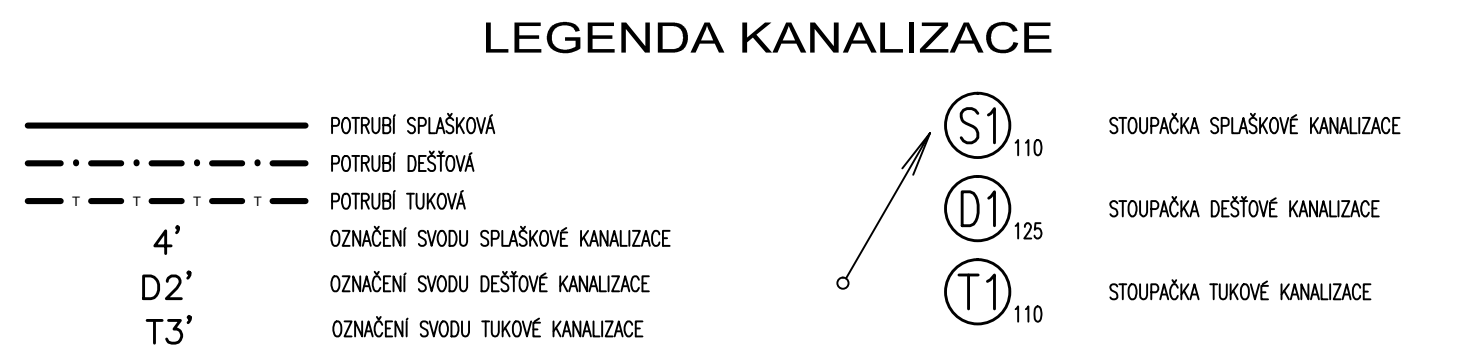 LEGENDA KANALIZACE
POTRUBÍ SPLAŠKOVÁ
POTRUBÍ DEŠŤOVÁ
T T T T POTRUBÍ TUKOVÁ
4' OZNAČENÍ SVODU SPLAŠKOVÉ KANALIZACE
D2' OZNAČENÍ SVODU DEŠŤOVÉ KANALIZACE
T3' OZNAČENÍ SVODU TUKOVÉ KANALIZACE
S1 110 STOUPAČKA SPLAŠKOVÉ KANALIZACE
D1 125 STOUPAČKA DEŠŤOVÉ KANALIZACE
T1 110 STOUPAČKA TUKOVÉ KANALIZACE